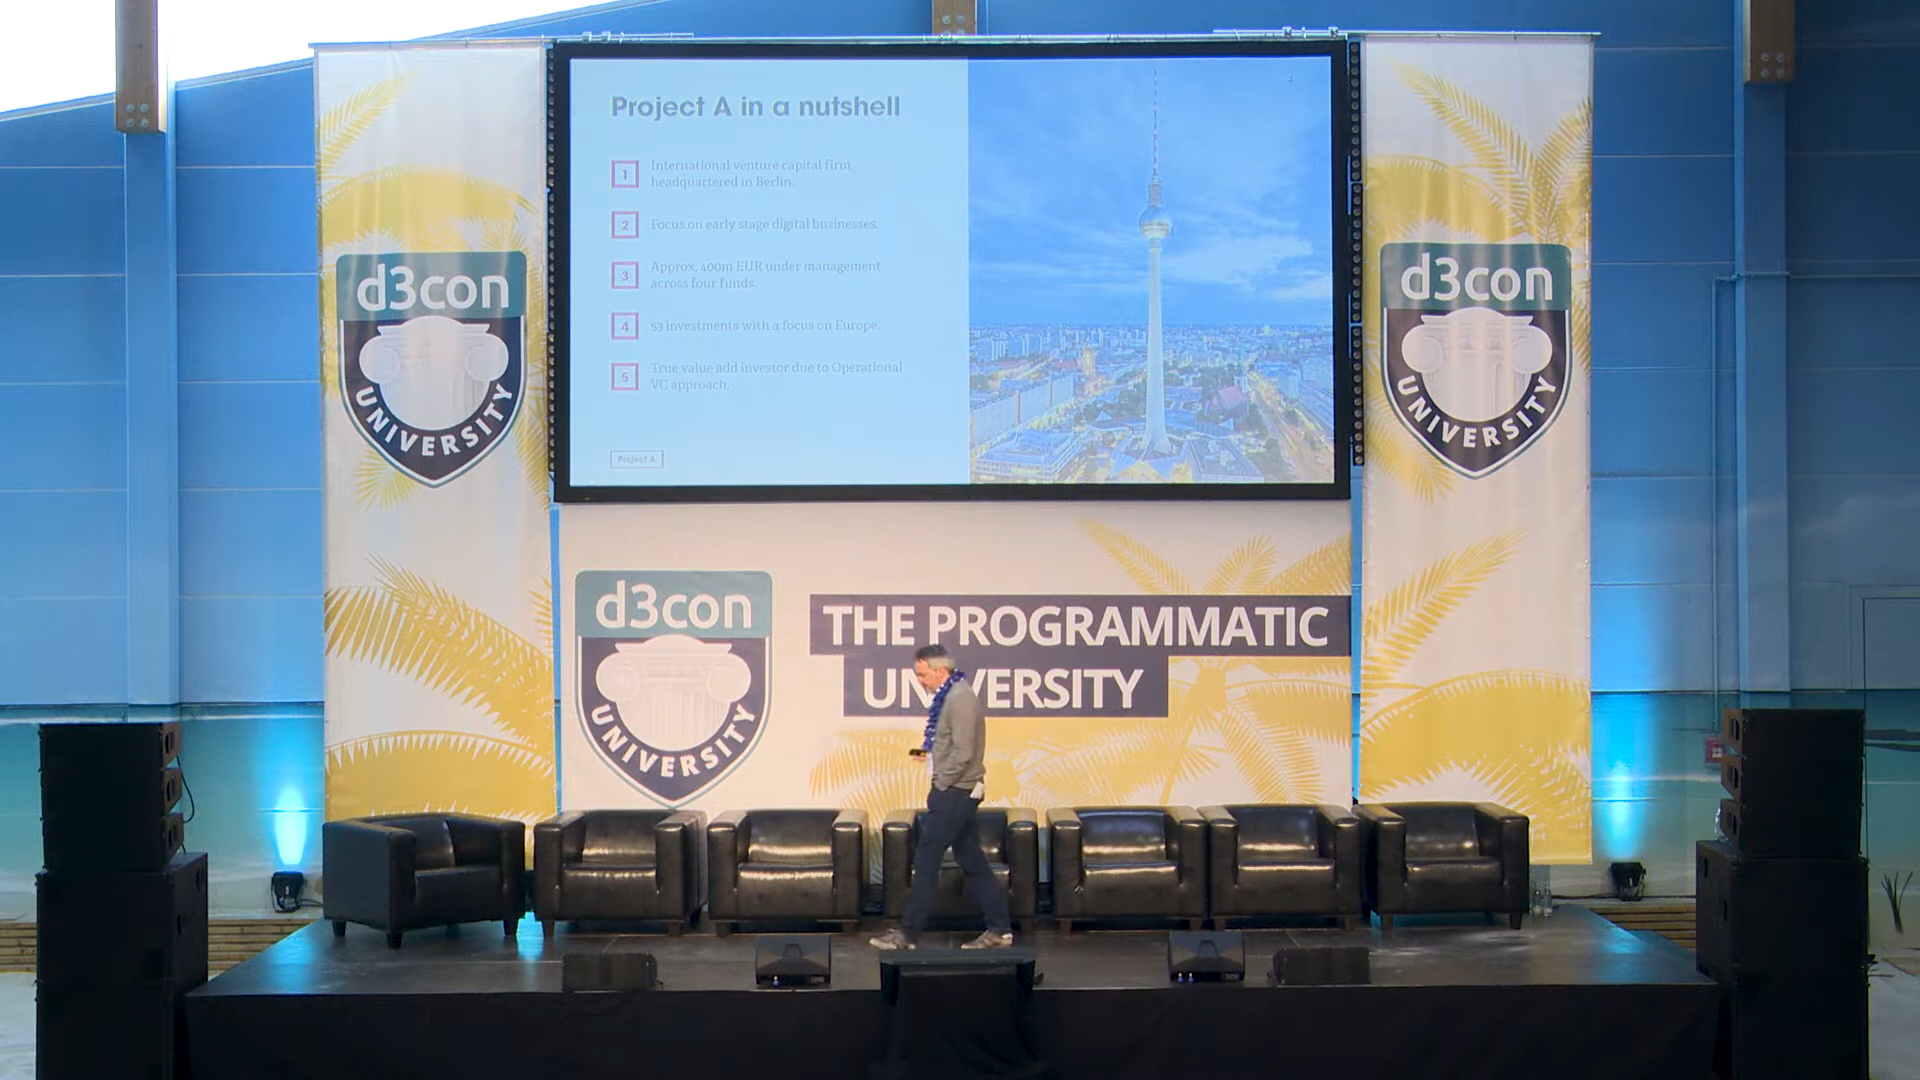 Project A in a nutshell
1 International venture capital firm
headquartered in Berlin.
2 Focus on early stage digital businesses.
3 Approx. 400m EUR under management
across four funds.
4 53 investments with a focus on Europe.
5 True value add investor due to Operational
VC approach.
Project A
d3con
UNIVERSITY
d3con
UNIVERSITY
d3con
UNIVERSITY
THE PROGRAMMATIC
UNIVERSITY